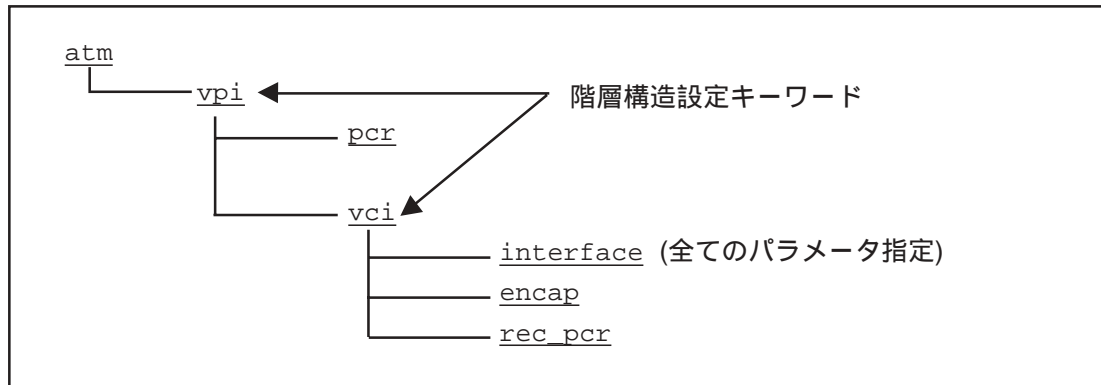 atm
vpi 階層構造設定キーワード
pcr
vci
interface (全てのパラメータ指定)
encap
rec_pcr